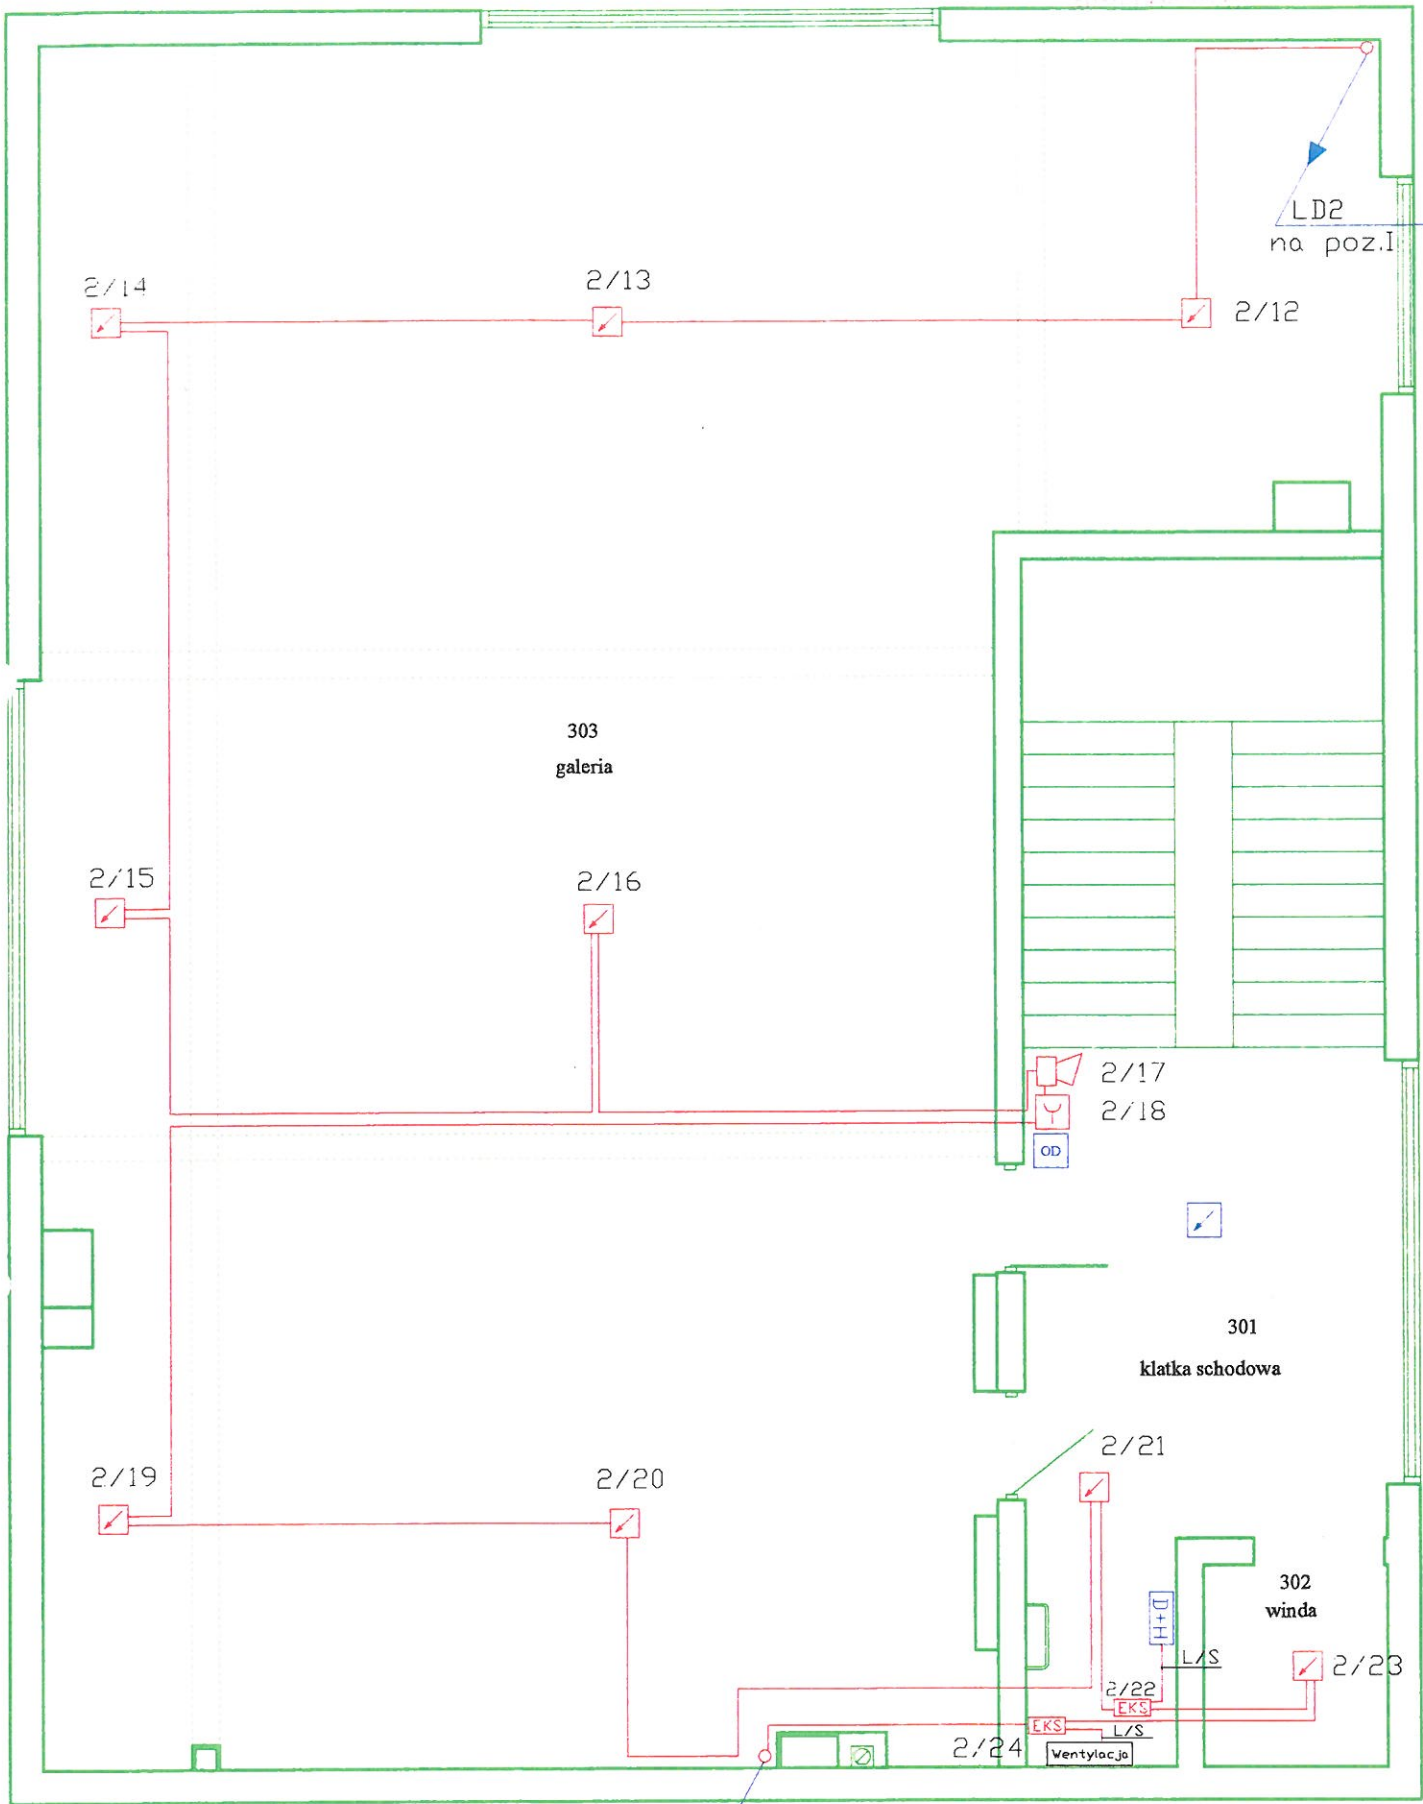 LD2
na poz.I
2/14
2/13
2/12
303
galeria
2/15
2/16
2/17
2/18
OD
301
klatka schodowa
2/21
2/19
2/20
302
winda
D+H
L/S
2/23
2/22
EKS
EKS
L/S
2/24
Wentylacja